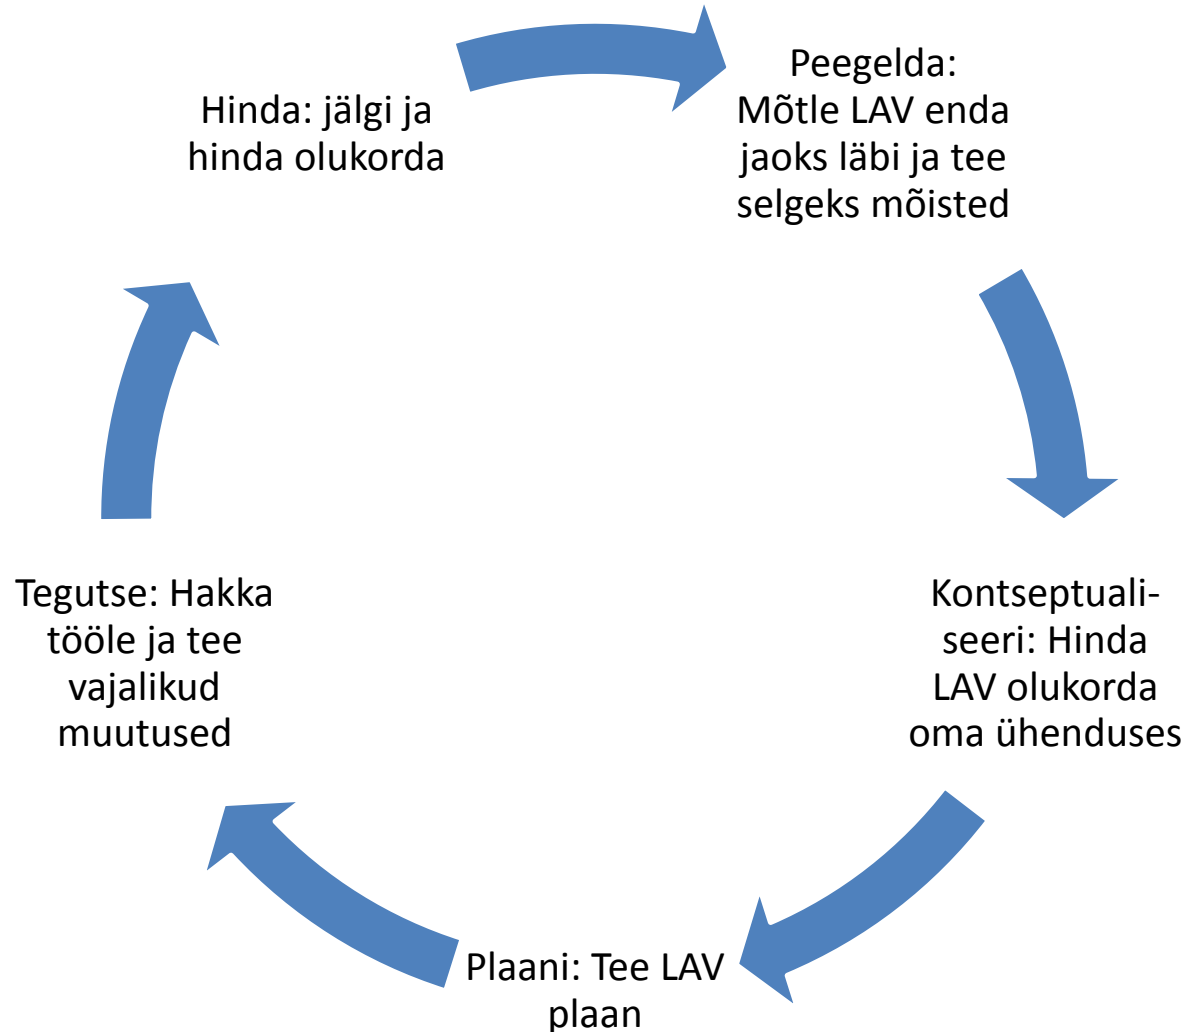 Peegelda:
Mõtle LAV enda
jaoks läbi ja tee
selgeks mõisted
Kontseptuali-
seeri: Hinda
LAV olukorda
oma ühenduses
Plaani: Tee LAV
plaan
Tegutse: Hakka
tööle ja tee
vajalikud
muutused
Hinda: jälgi ja
hinda olukorda